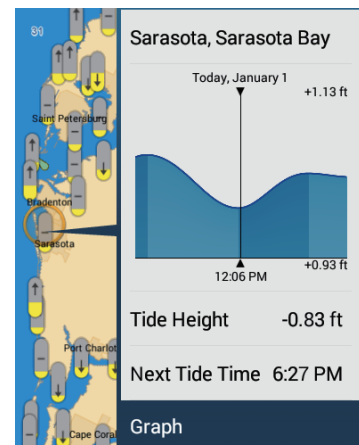 31
Saint Petersburg
Bradenton
Sarasota
Port Charlot
Cape Coral
Sarasota, Sarasota Bay
Today, January 1
+1.13 ft
+0.93 ft
12:06 PM
Tide Height -0.83 ft
Next Tide Time 6:27 PM
Graph